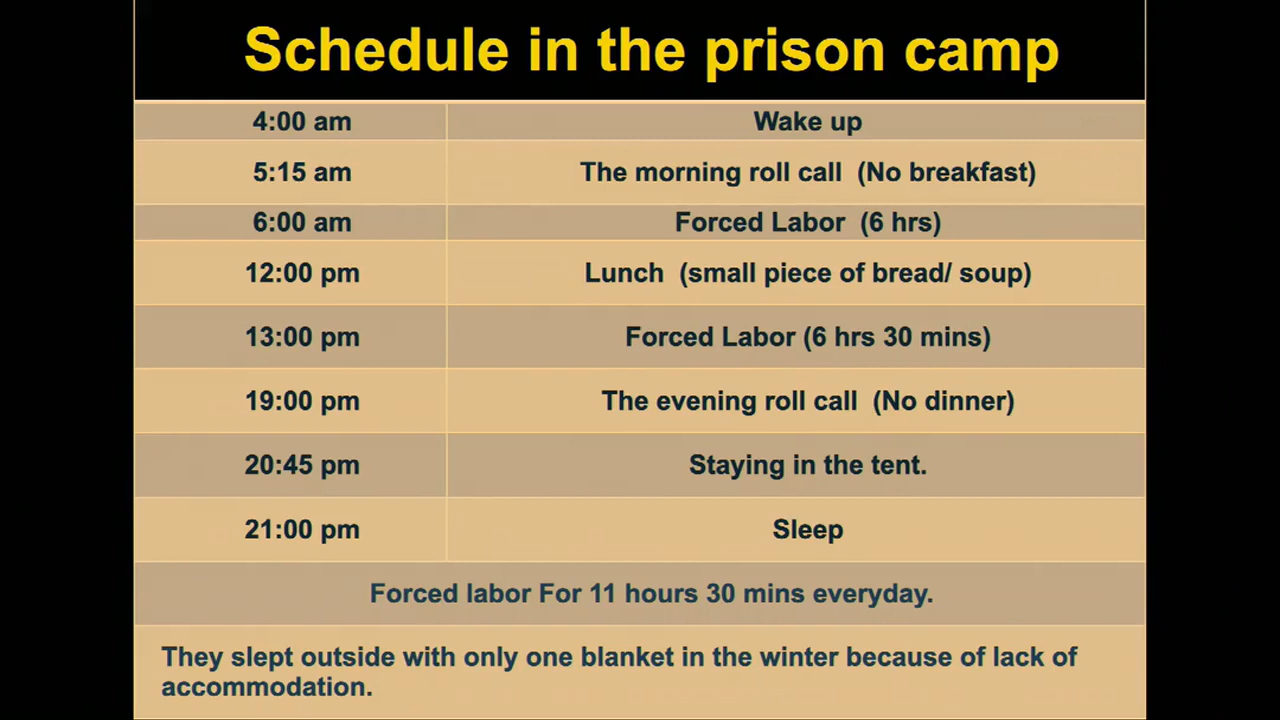 Schedule in the prison camp
4:00 am Wake up
5:15 am The morning roll call (No breakfast)
6:00 am Forced Labor (6 hrs)
12:00 pm Lunch (small piece of bread/ soup)
13:00 pm Forced Labor (6 hrs 30 mins)
19:00 pm The evening roll call (No dinner)
20:45 pm Staying in the tent.
21:00 pm Sleep
Forced labor For 11 hours 30 mins everyday.
They slept outside with only one blanket in the winter because of lack of
accommodation.